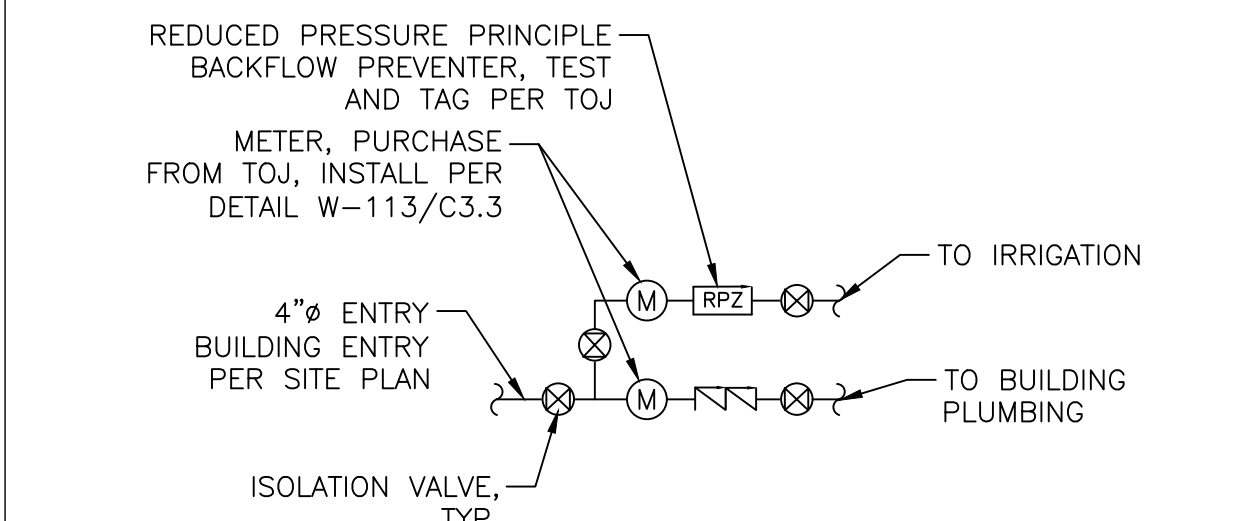 REDUCED PRESSURE PRINCIPLE
BACKFLOW PREVENTER, TEST
AND TAG PER TOJ
METER, PURCHASE
FROM TOJ, INSTALL PER
DETAIL W-113/C3.3
TO IRRIGATION
M
RPZ
4"ø ENTRY
BUILDING ENTRY
PER SITE PLAN
M
TO BUILDING
PLUMBING
ISOLATION VALVE,
TYP